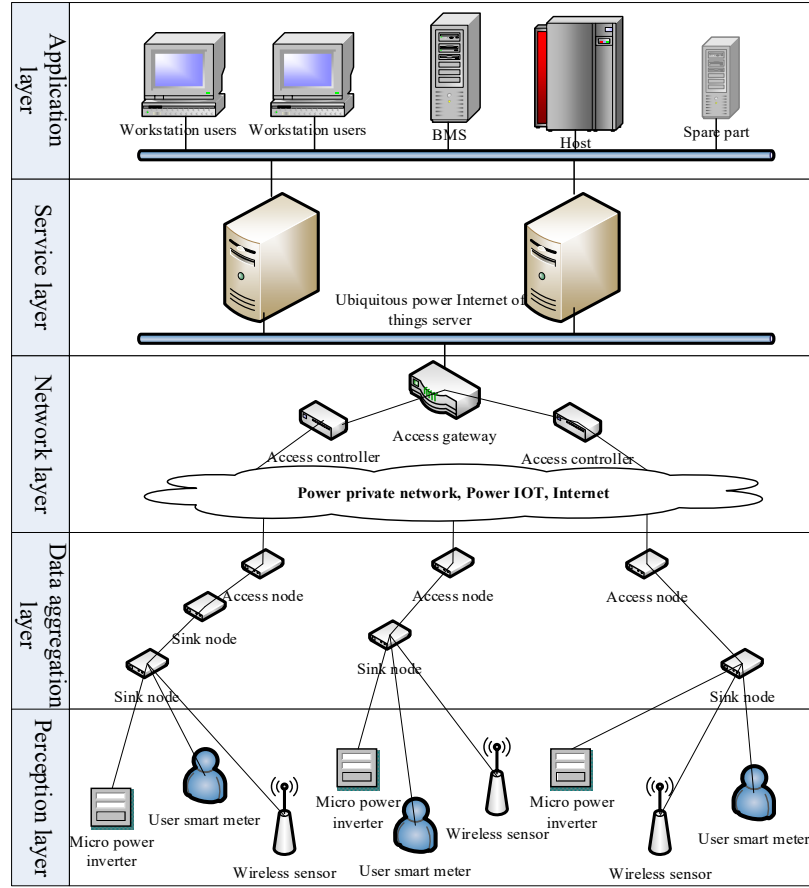 Application
layer
Workstation users
Workstation users
BMS
Host
Spare part
Service layer
Ubiquitous power Internet of
things server
Network layer
Access gateway
Access controller
Access controller
Power private network, Power IOT, Internet
Data aggregation
layer
Access node
Access node
Access node
Sink node
Sink node
Sink node
Sink node
Perception layer
Micro power
inverter
User smart meter
Wireless sensor
Micro power
inverter
User smart meter
Wireless sensor
Micro power
inverter
Wireless sensor
User smart meter